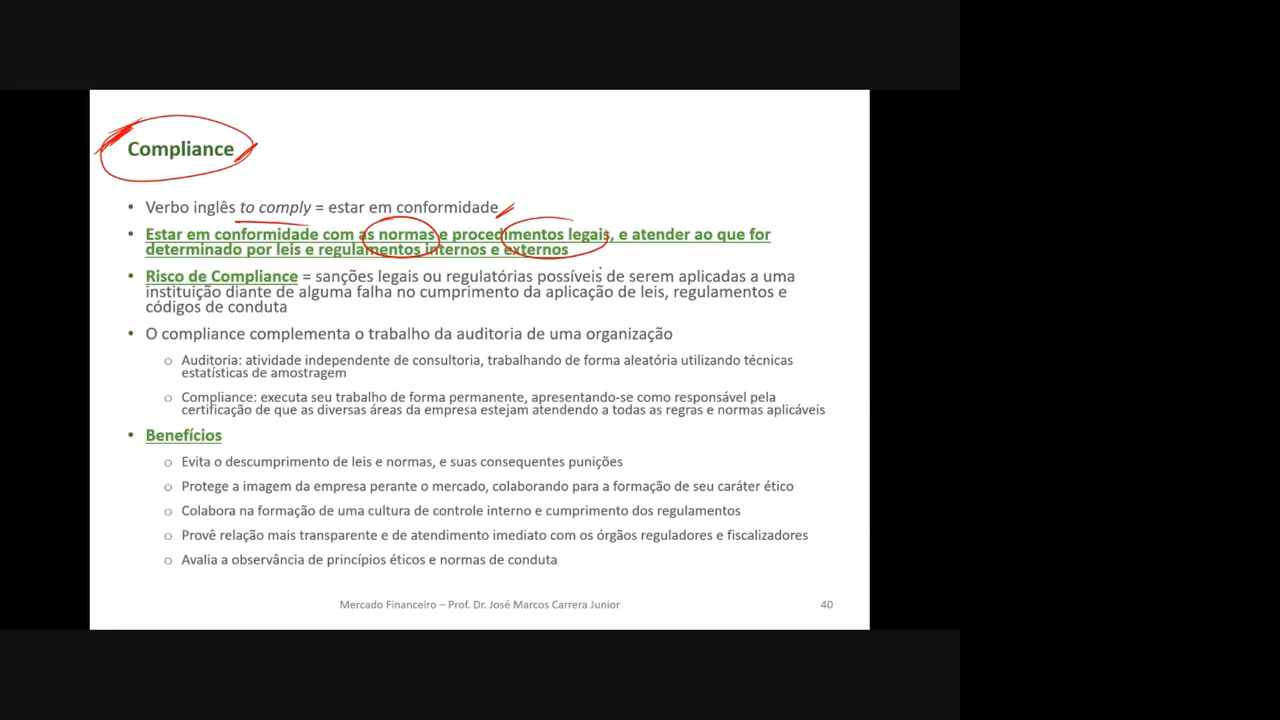 Compliance
• Verbo inglês to comply = estar em conformidade
• Estar em conformidade com as normas e procedimentos legais, e atender ao que for
determinado por leis e regulamentos internos e externos
• Risco de Compliance = sanções legais ou regulatórias possíveis de serem aplicadas a uma
instituição diante de alguma falha no cumprimento da aplicação de leis, regulamentos e
códigos de conduta
• O compliance complementa o trabalho da auditoria de uma organização
○ Auditoria: atividade independente de consultoria, trabalhando de forma aleatória utilizando técnicas
estatísticas de amostragem
○ Compliance: executa seu trabalho de forma permanente, apresentando-se como responsável pela
certificação de que as diversas áreas da empresa estejam atendendo a todas as regras e normas aplicáveis
• Benefícios
○ Evita o descumprimento de leis e normas, e suas consequentes punições
○ Protege a imagem da empresa perante o mercado, colaborando para a formação de seu caráter ético
○ Colabora na formação de uma cultura de controle interno e cumprimento dos regulamentos
○ Provê relação mais transparente e de atendimento imediato com os órgãos reguladores e fiscalizadores
○ Avalia a observância de princípios éticos e normas de conduta
Mercado Financeiro – Prof. Dr. José Marcos Carrera Junior 40